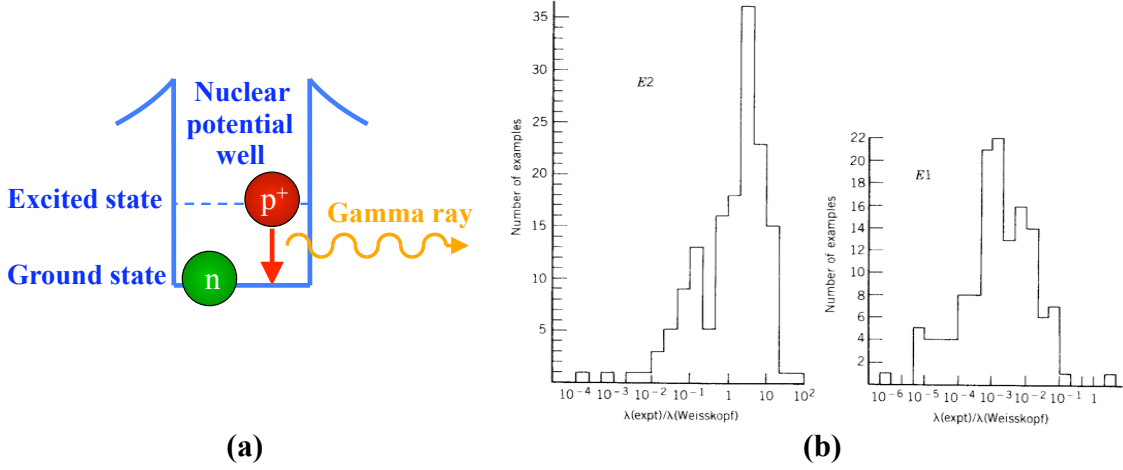 Nuclear
potential
well
Excited state
p+
Gamma ray
Ground state
n
(a)
Number of examples
35
30
25
20
15
10
5
E2
10⁻⁴ 10⁻³ 10⁻² 10⁻¹ 1 10 10²
λ(expt)/λ(Weisskopf)
Number of examples
22
20
18
16
14
12
10
8
6
4
2
E1
10⁻⁶ 10⁻⁵ 10⁻⁴ 10⁻³ 10⁻² 10⁻¹ 1
λ(expt)/λ(Weisskopf)
(b)